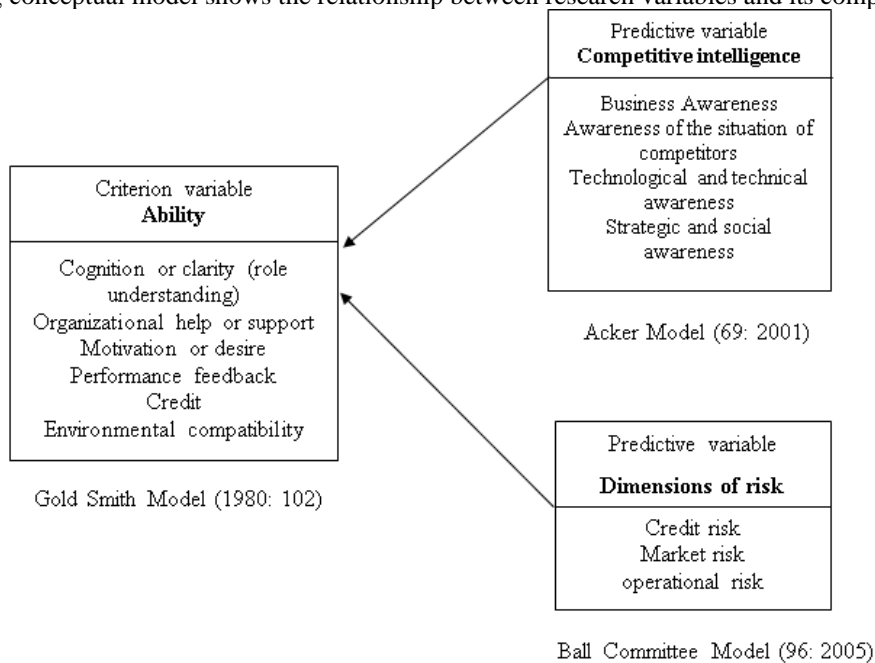 conceptual model shows the relationship between research variables and its comp
Predictive variable
Competitive intelligence
Business Awareness
Awareness of the situation of
competitors
Technological and technical
awareness
Strategic and social
awareness
Acker Model (69: 2001)
Criterion variable
Ability
Cognition or clarity (role
understanding)
Organizational help or support
Motivation or desire
Performance feedback
Credit
Environmental compatibility
Gold Smith Model (1980: 102)
Predictive variable
Dimensions of risk
Credit risk
Market risk
operational risk
Ball Committee Model (96: 2005)